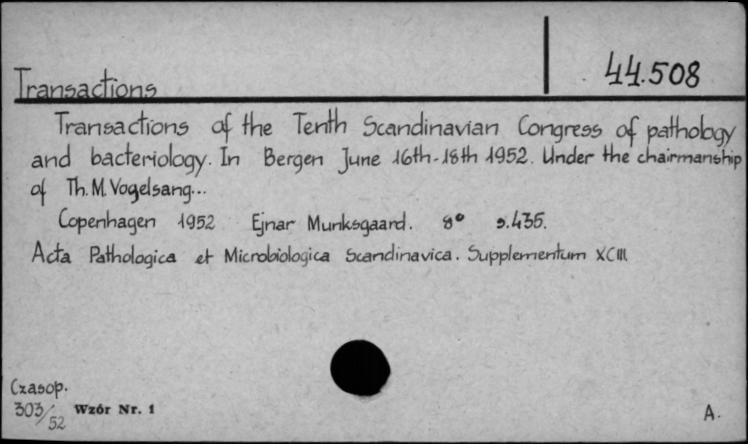 44.508
Transactions
Transactions of the Tenth Scandinavian Congress of pathology
and bacteriology. In Bergen June 16th-18th 1952. Under the chairmanship
of Th. M. Vogelsang...
Copenhagen 1952 Ejnar Munksgaard. 8° s.435.
Acta Pathologica et Microbiologica Scandinavica. Supplementum XCIII
Czasop.
303/52 Wzór Nr. 1 A.